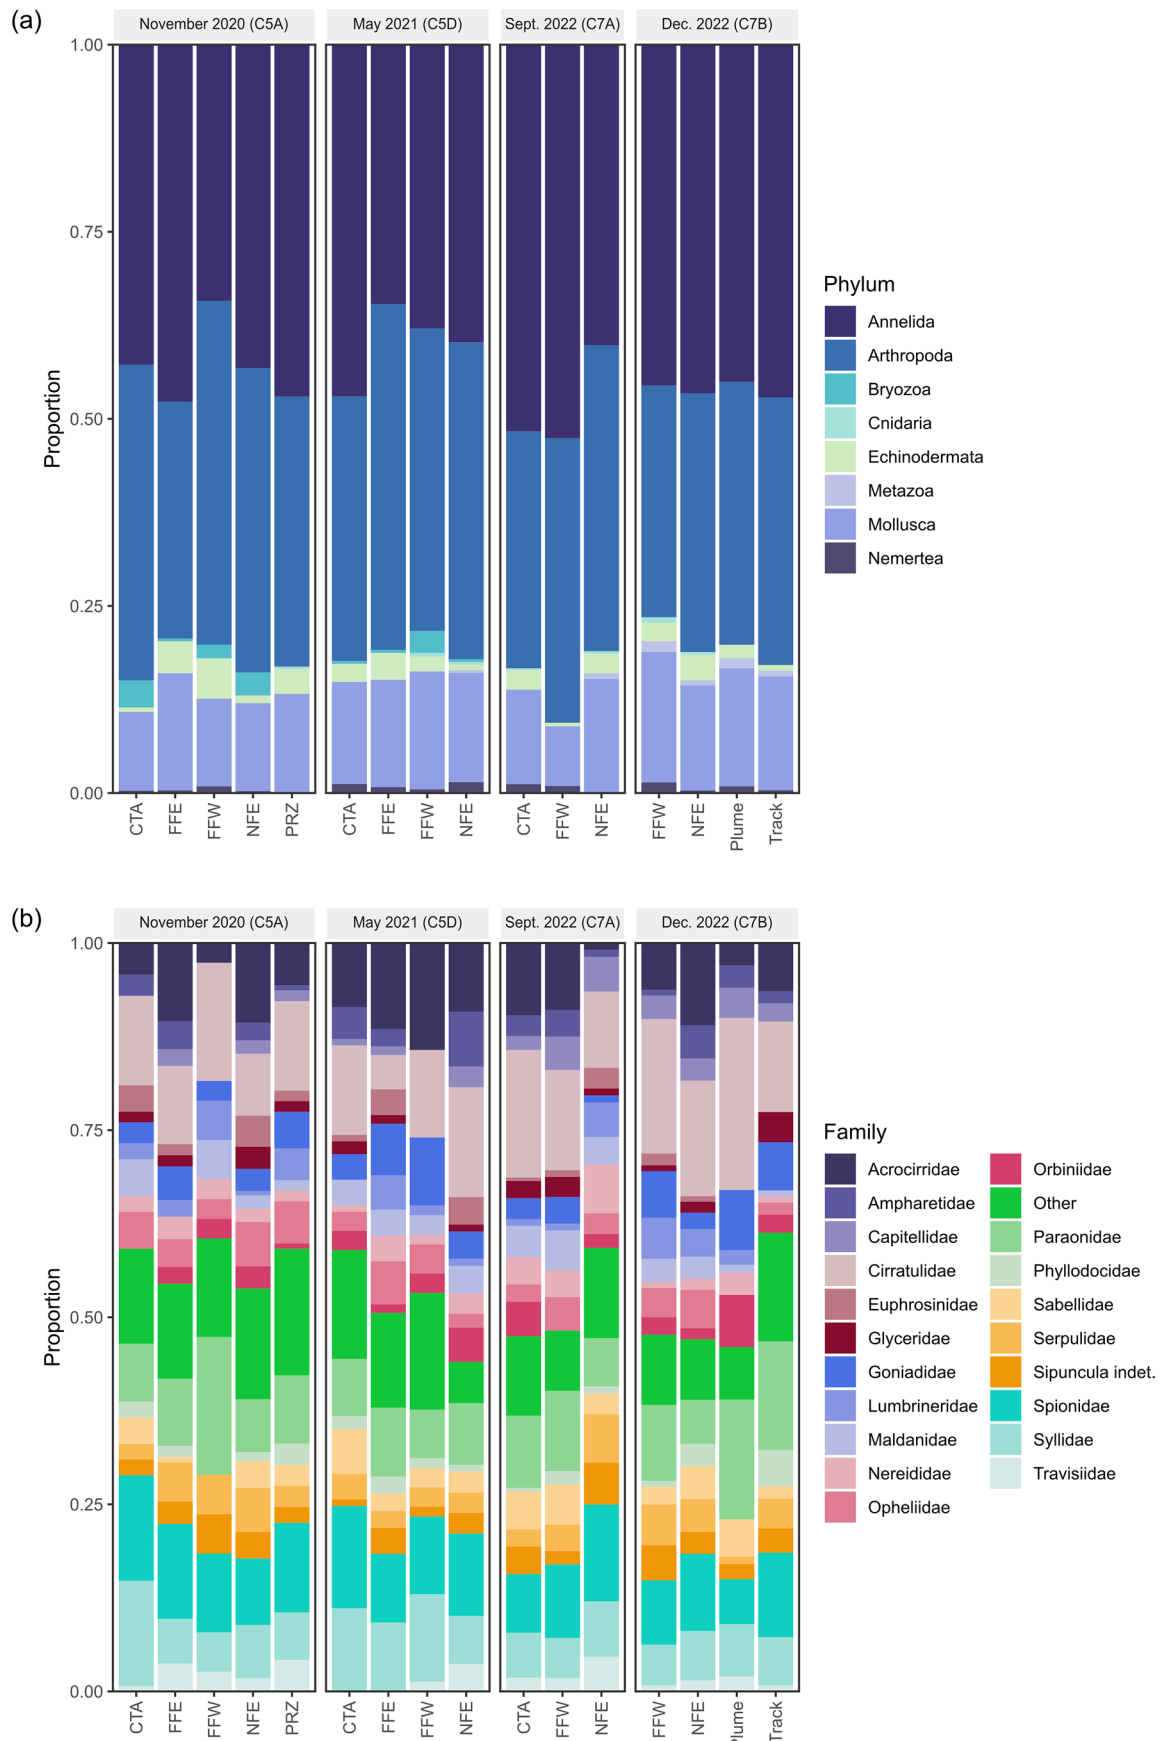 (a)
November 2020 (C5A) May 2021 (C5D) Sept. 2022 (C7A) Dec. 2022 (C7B)
1.00
0.75
0.50
0.25
0.00
Proportion
CTA FFE FFW NFE PRZ CTA FFE FFW NFE CTA FFW NFE FFW NFE Plume Track
Phylum
Annelida
Arthropoda
Bryozoa
Cnidaria
Echinodermata
Metazoa
Mollusca
Nemertea
(b)
November 2020 (C5A) May 2021 (C5D) Sept. 2022 (C7A) Dec. 2022 (C7B)
1.00
0.75
0.50
0.25
0.00
Proportion
CTA FFE FFW NFE PRZ CTA FFE FFW NFE CTA FFW NFE FFW NFE Plume Track
Family
Acrocirridae
Ampharetidae
Capitellidae
Cirratulidae
Euphrosinidae
Glyceridae
Goniadidae
Lumbrineridae
Maldanidae
Nereididae
Opheliidae
Orbiniidae
Other
Paraonidae
Phyllodocidae
Sabellidae
Serpulidae
Sipuncula indet.
Spionidae
Syllidae
Travisiidae